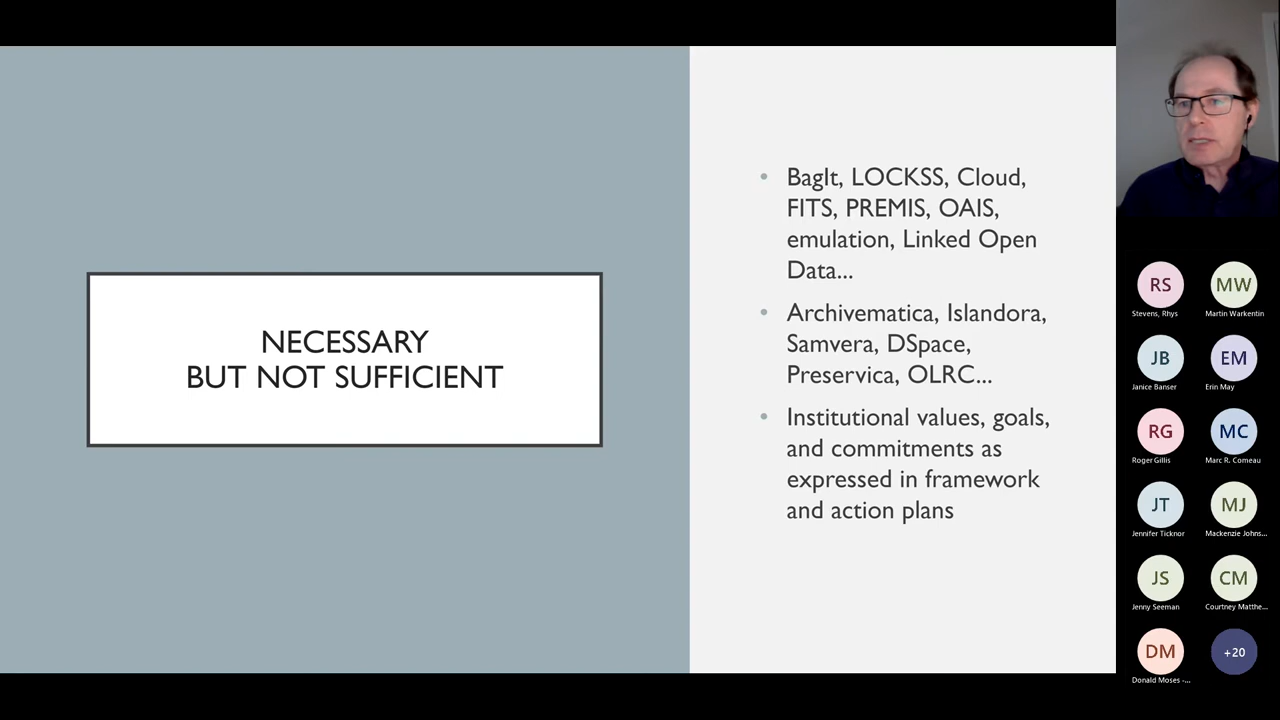 NECESSARY
BUT NOT SUFFICIENT
BagIt, LOCKSS, Cloud,
FITS, PREMIS, OAIS,
emulation, Linked Open
Data...
Archivematica, Islandora,
Samvera, DSpace,
Preservica, OLRC...
Institutional values, goals,
and commitments as
expressed in framework
and action plans
RS
Stevens, Rhys
MW
Martin Warkentin
JB
Janice Banser
EM
Erin May
RG
Roger Gillis
MC
Marc R. Comeau
JT
Jennifer Ticknor
MJ
Mackenzie Johns...
JS
Jenny Seeman
CM
Courtney Matthe...
DM
Donald Moses -...
+20